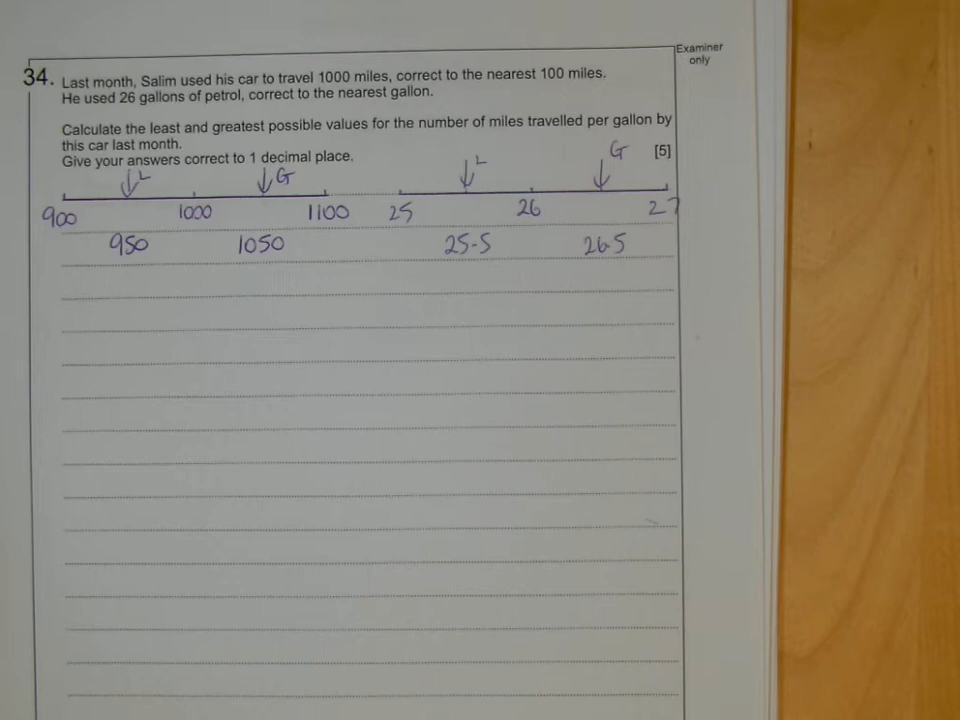 Examiner
only
34. Last month, Salim used his car to travel 1000 miles, correct to the nearest 100 miles.
He used 26 gallons of petrol, correct to the nearest gallon.
Calculate the least and greatest possible values for the number of miles travelled per gallon by
this car last month.
Give your answers correct to 1 decimal place. [5]
L G L G
900 1000 1100 25 26 27
950 1050 25.5 26.5